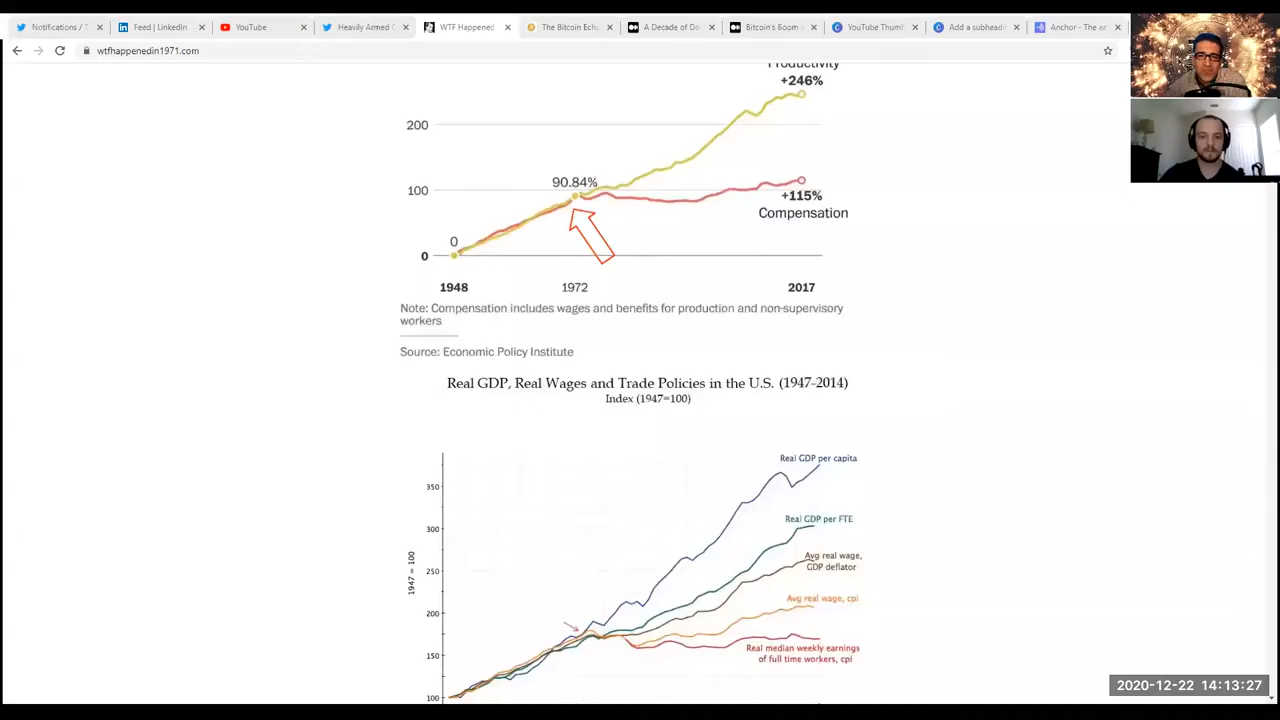 Notifications / T
Feed | LinkedIn
YouTube
Heavily Armed C
WTF Happened
The Bitcoin Echo
A Decade of Do
Bitcoin's Boom i
YouTube Thumb
Add a subheadi
Anchor - The ea
wtfhappenedin1971.com
Productivity
+246%
200
90.84%
100
+115%
Compensation
0
0
1948
1972
2017
Note: Compensation includes wages and benefits for production and non-supervisory
workers
Source: Economic Policy Institute
Real GDP, Real Wages and Trade Policies in the U.S. (1947-2014)
Index (1947=100)
Real GDP per capita
350
Real GDP per FTE
300
Avg real wage,
GDP deflator
250
1947 = 100
Avg real wage, cpi
200
Real median weekly earnings
of full time workers, cpi
150
100
2020-12-22 14:13:27